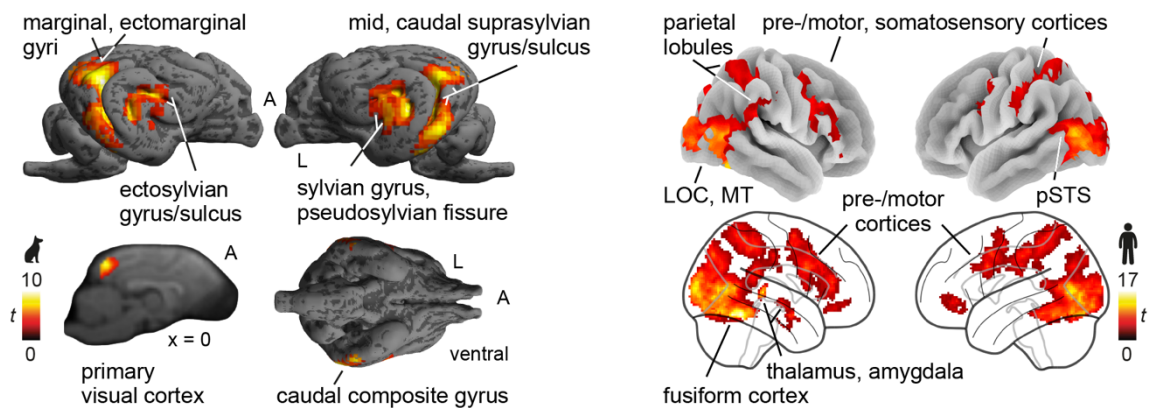 marginal, ectomarginal
gyri
mid, caudal suprasylvian
gyrus/sulcus
A
L
ectosylvian
gyrus/sulcus
sylvian gyrus,
pseudosylvian fissure
10
t
0
A
x = 0
primary
visual cortex
L
A
ventral
caudal composite gyrus
parietal
lobules
pre-/motor, somatosensory cortices
LOC, MT
pSTS
pre-/motor
cortices
thalamus, amygdala
fusiform cortex
17
t
0